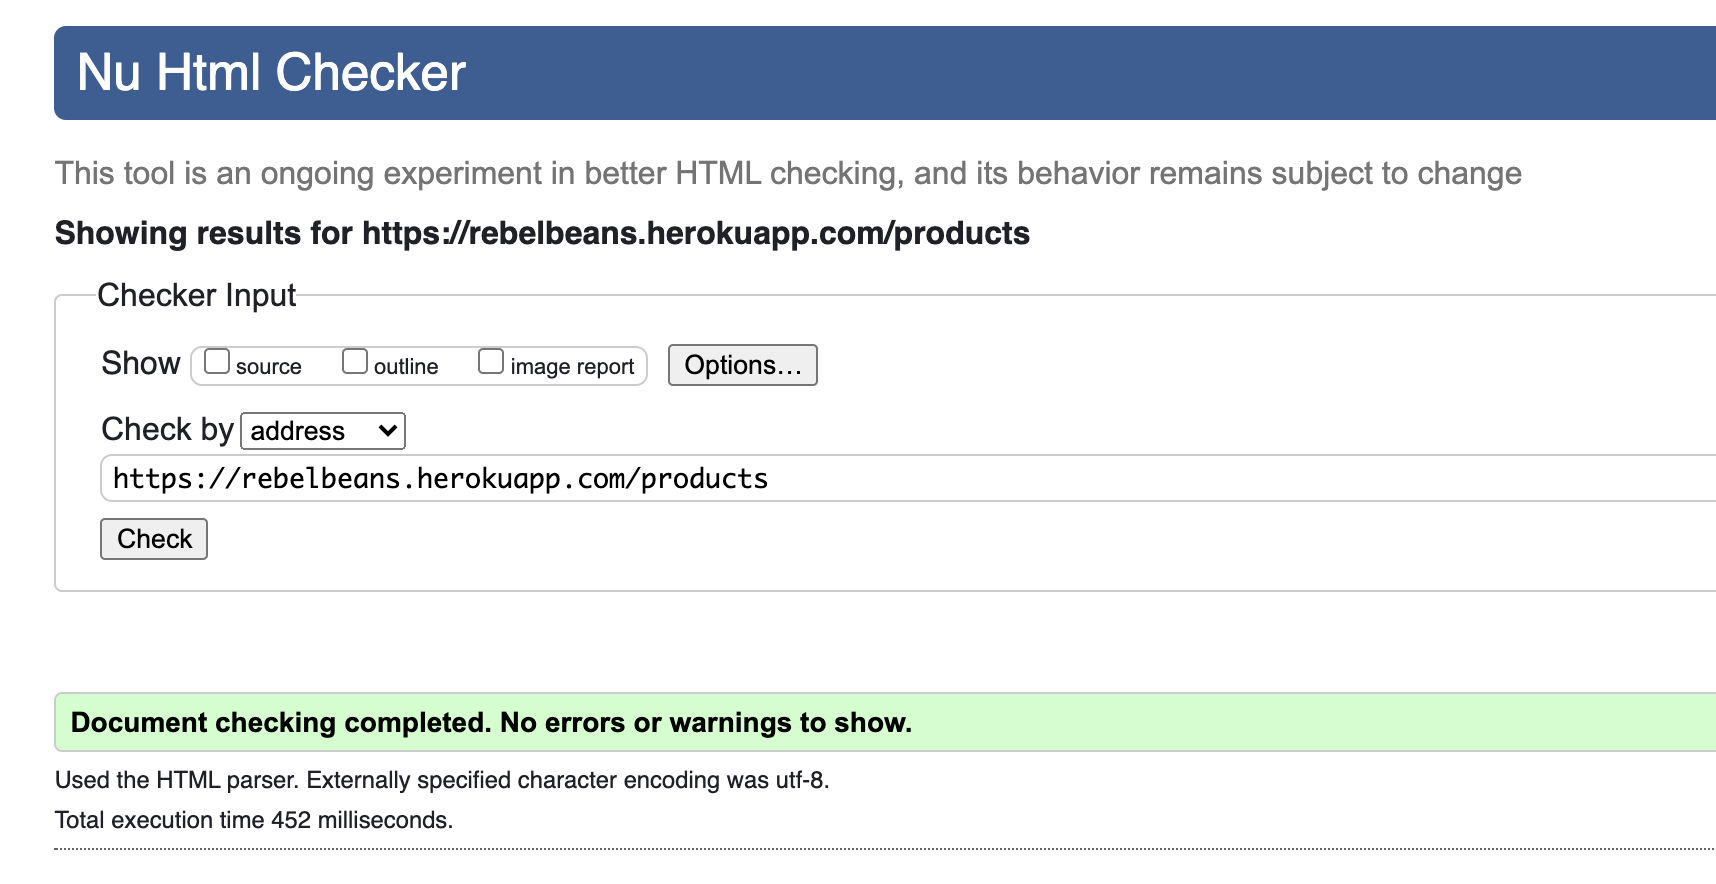 Nu Html Checker
This tool is an ongoing experiment in better HTML checking, and its behavior remains subject to change
Showing results for https://rebelbeans.herokuapp.com/products
Checker Input
Show source outline image report Options…
Check by address
https://rebelbeans.herokuapp.com/products
Check
Document checking completed. No errors or warnings to show.
Used the HTML parser. Externally specified character encoding was utf-8.
Total execution time 452 milliseconds.